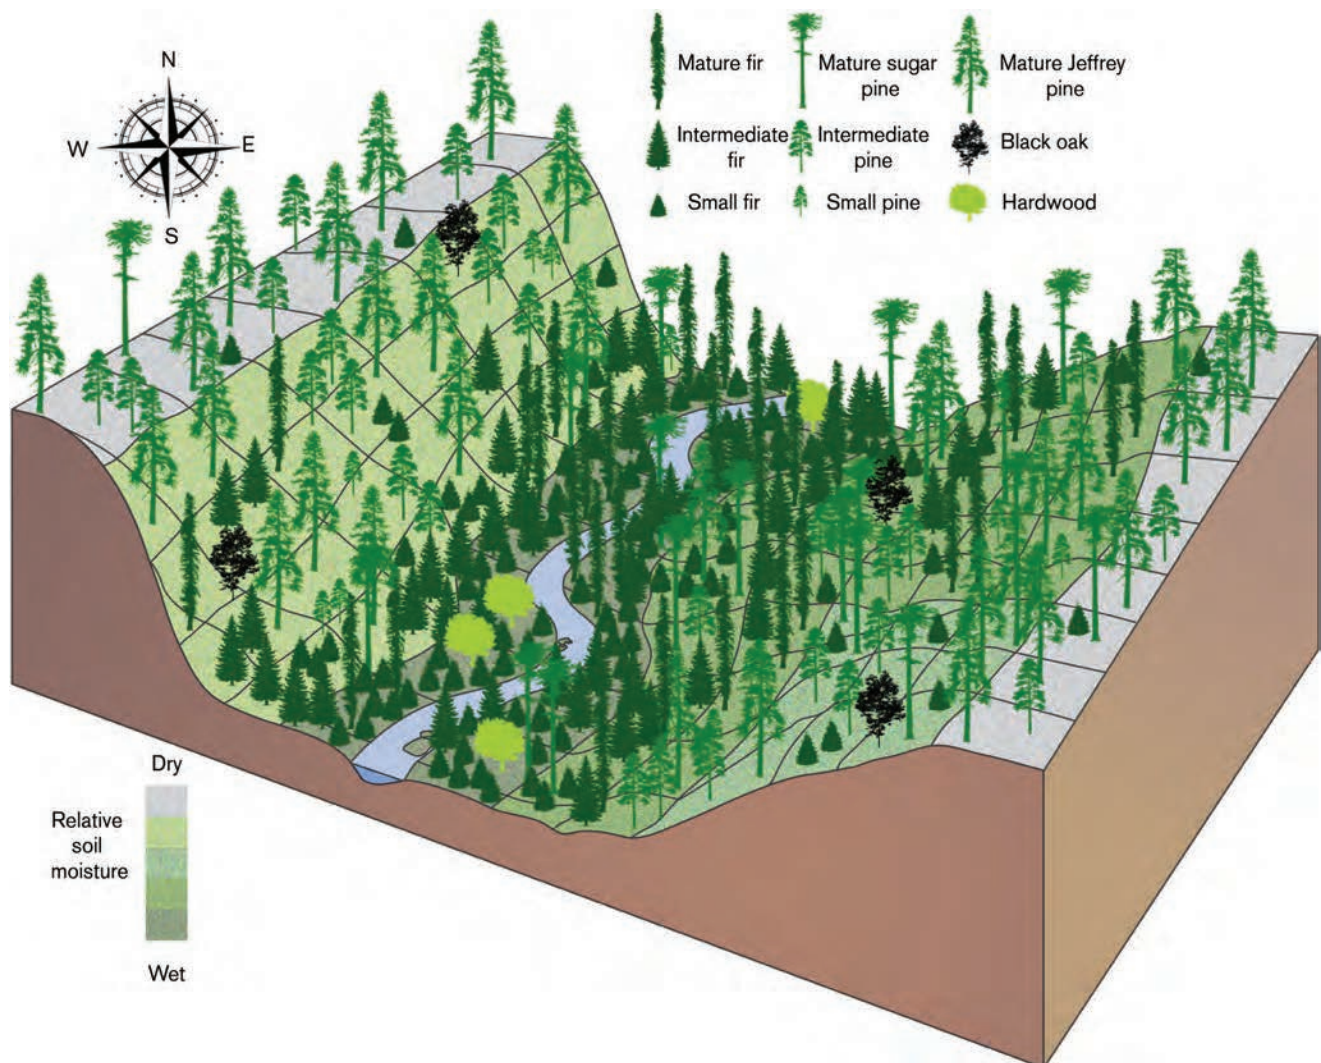 N
W
E
S
Mature fir
Mature sugar
pine
Mature Jeffrey
pine
Intermediate
fir
Intermediate
pine
Black oak
Small fir
Small pine
Hardwood
Dry
Relative
soil
moisture
Wet